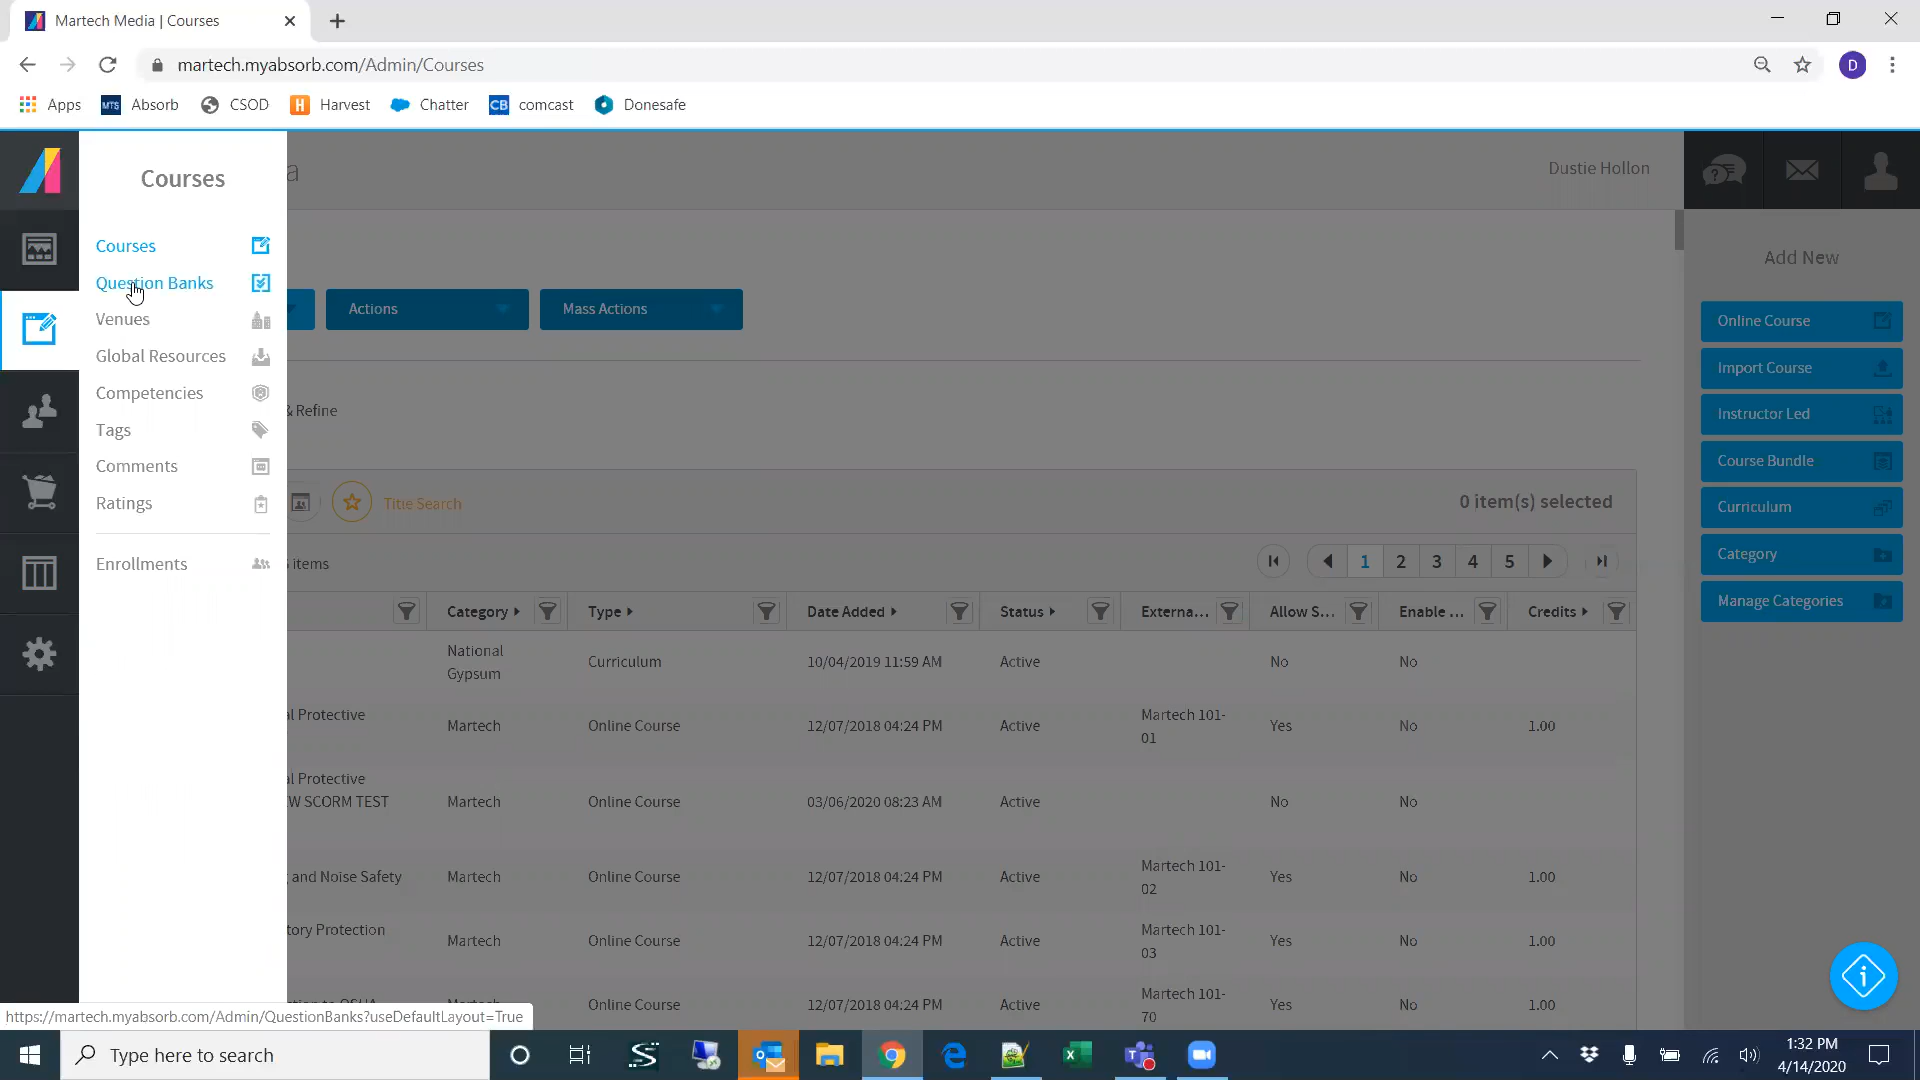 Martech Media | Courses
martech.myabsorb.com/Admin/Courses
D
Apps
MTS Absorb
CSOD
H Harvest
Chatter
CB comcast
Donesafe
Courses
a
Dustie Hollon
Courses
Question Banks
Venues
Global Resources
Competencies
Tags
Comments
Ratings
Enrollments
Actions
Mass Actions
& Refine
Title Search
0 item(s) selected
items
1 2 3 4 5
Category Type Date Added Status Externa... Allow S... Enable ... Credits
National
Gypsum
Curriculum 10/04/2019 11:59 AM Active No No
l Protective
Martech Online Course 12/07/2018 04:24 PM Active
Martech 101-
01
Yes No 1.00
l Protective
W SCORM TEST
Martech Online Course 03/06/2020 08:23 AM Active No No
and Noise Safety
Martech Online Course 12/07/2018 04:24 PM Active
Martech 101-
02
Yes No 1.00
tory Protection
Martech Online Course 12/07/2018 04:24 PM Active
Martech 101-
03
Yes No 1.00
Online Course 12/07/2018 04:24 PM Active
Martech 101-
70
Yes No 1.00
Add New
Online Course
Import Course
Instructor Led
Course Bundle
Curriculum
Category
Manage Categories
https://martech.myabsorb.com/Admin/QuestionBanks?useDefaultLayout=True
Type here to search
1:32 PM
4/14/2020